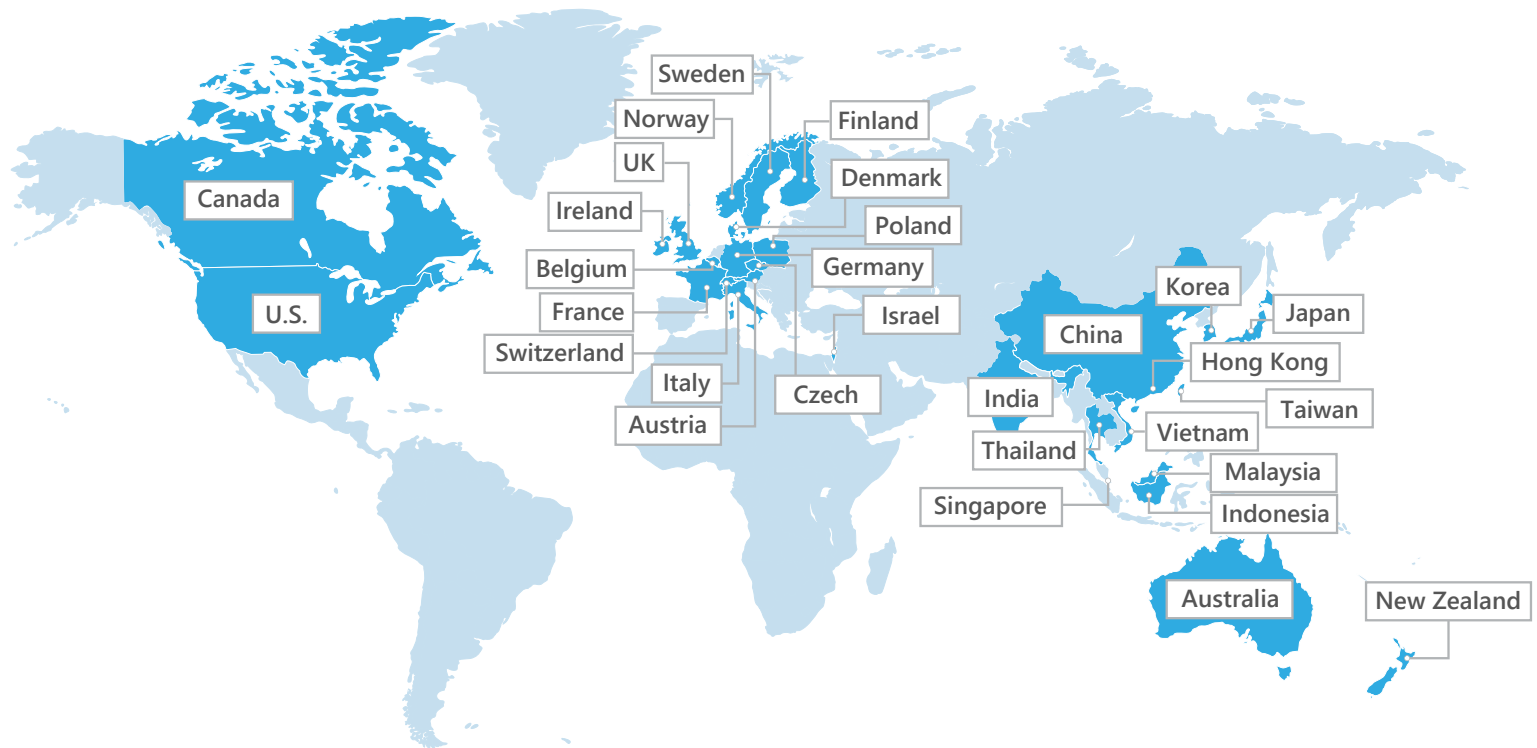 Sweden
Norway
Finland
UK
Denmark
Canada
Ireland
Poland
Belgium
Germany
Korea
U.S.
France
Israel
Japan
China
Switzerland
Hong Kong
Italy
Czech
India
Taiwan
Austria
Vietnam
Thailand
Malaysia
Singapore
Indonesia
Australia
New Zealand